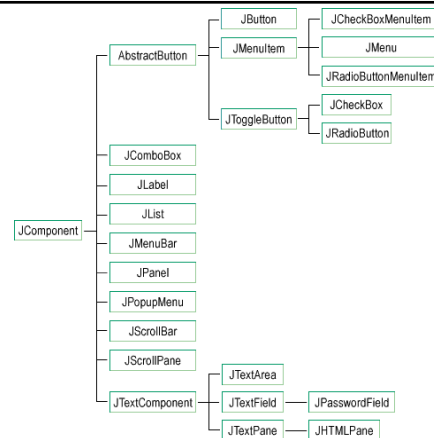 JButton
JCheckBoxMenuItem
AbstractButton
JMenuItem
JMenu
JRadioButtonMenuItem
JToggleButton
JCheckBox
JRadioButton
JComboBox
JLabel
JList
JComponent
JMenuBar
JPanel
JPopupMenu
JScrollBar
JScrollPane
JTextArea
JTextComponent
JTextField
JPasswordField
JTextPane
JHTMLPane